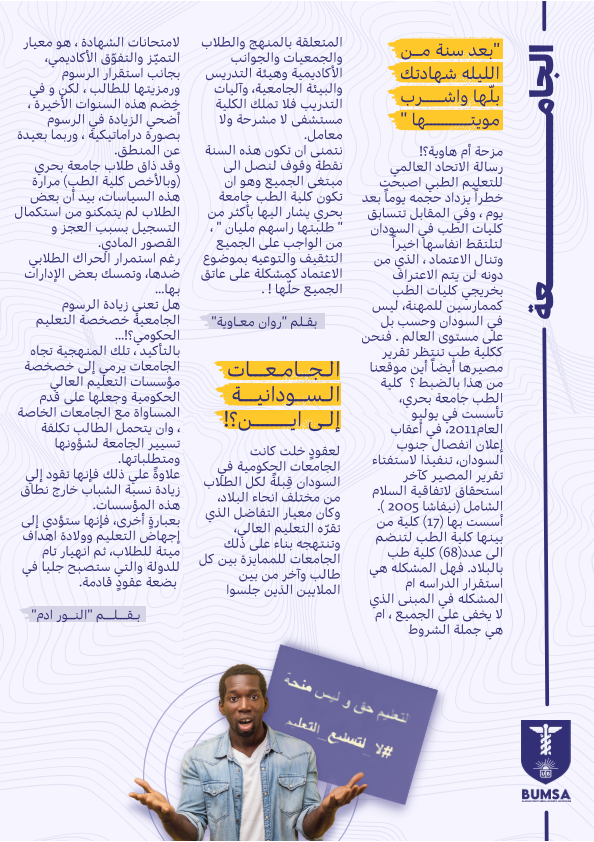 الجامعة
"بعد سنة من
الليله شهادتك
بلّها واشرب
مويتها "
مزحة أم هاوية؟!
رسالة الاتحاد العالمي
للتعليم الطبي اصبحت
خطراً يزداد حجمه يوماً بعد
يوم ، وفي المقابل تتسابق
كليات الطب في السودان
لتلتقط انفاسها اخيراً
وتنال الاعتماد ، الذي من
دونه لن يتم الاعتراف
بخريجي كليات الطب
كممارسين للمهنة، ليس
في السودان وحسب بل
على مستوى العالم . فنحن
ككلية طب تنتظر تقرير
مصيرها أيضاً أين موقعنا
من هذا بالضبط ؟ كلية
الطب جامعة بحري،
تأسست في يوليو
العام2011، في أعقاب
إعلان انفصال جنوب
السودان، تنفيذا لاستفتاء
تقرير المصير كآخر
استحقاق لاتفاقية السلام
الشامل (نيفاشا 2005 ).
أسست بها (17) كلية من
بينها كلية الطب لتنضم
الى عدد(68) كلية طب
بالبلاد. فهل المشكله هي
استقرار الدراسه ام
المشكله في المبنى الذي
لا يخفى على الجميع ، ام
هي جملة الشروط
المتعلقة بالمنهج والطلاب
والجمعيات والجوانب
الأكاديمية وهيئة التدريس
والبيئة الجامعية، وآليات
التدريب فلا تملك الكلية
مستشفى لا مشرحة ولا
معامل.
نتمنى ان تكون هذه السنة
نقطة وقوف لنصل الى
مبتغى الجميع وهو ان
تكون كلية الطب جامعة
بحري يشار اليها بأكثر من
" طلبتها راسهم مليان " ،
من الواجب على الجميع
التثقيف والتوعيه بموضوع
الاعتماد كمشكلة على عاتق
الجميع حلّها ! .
بقلم "روان معاوية"
الجامعات
السودانية
إلى اين؟!
لعقودٍ خلت كانت
الجامعات الحكومية في
السودان قِبلةً لكل الطلاب
من مختلف انحاء البلاد،
وكان معيار التفاضل الذي
تقرّه التعليم العالي،
وتنتهجه بناء على ذلك
الجامعات للممايزة بين كل
طالب وآخر من بين
الملايين الذين جلسوا
لامتحانات الشهادة ، هو معيار
التميّز والتفوّق الأكاديمي،
بجانب استقرار الرسوم
ورمزيتها للطالب ، لكن و في
خِضم هذه السنوات الأخيرة ،
أضحى الزيادة في الرسوم
بصورة دراماتيكية ، وربما بعيدة
عن المنطق.
وقد ذاق طلاب جامعة بحري
(وبالأخص كلية الطب) مرارة
هذه السياسات، بيد أن بعض
الطلاب لم يتمكنو من استكمال
التسجيل بسبب العجز و
القصور المادي.
رغم استمرار الحراك الطلابي
ضدها، وتمسك بعض الإدارات
بها...
هل تعني زيادة الرسوم
الجامعية خصخصة التعليم
الحكومي؟!...
بالتأكيد ، تلك المنهجية تجاه
الجامعات يرمي إلى خصخصة
مؤسسات التعليم العالي
الحكومية وجعلها على قدم
المساواة مع الجامعات الخاصة
، وان يتحمل الطالب تكلفة
تسيير الجامعة لشؤونها
ومتطلباتها.
علاوةً على ذلك فإنها تقود إلى
زيادة نسبة الشباب خارج نطاق
هذه المؤسسات.
بعبارةٍ أخرى، فإنها ستؤدي إلى
إجهاض التعليم وولادة اهداف
ميتة للطلاب، ثم انهيار تام
للدولة والتي ستصبح جليا في
بضعة عقودٍ قادمة.
بقلم "النور ادم"
التعليم حق و ليس منحة
#لا_لتسليع_التعليم
BUMSA